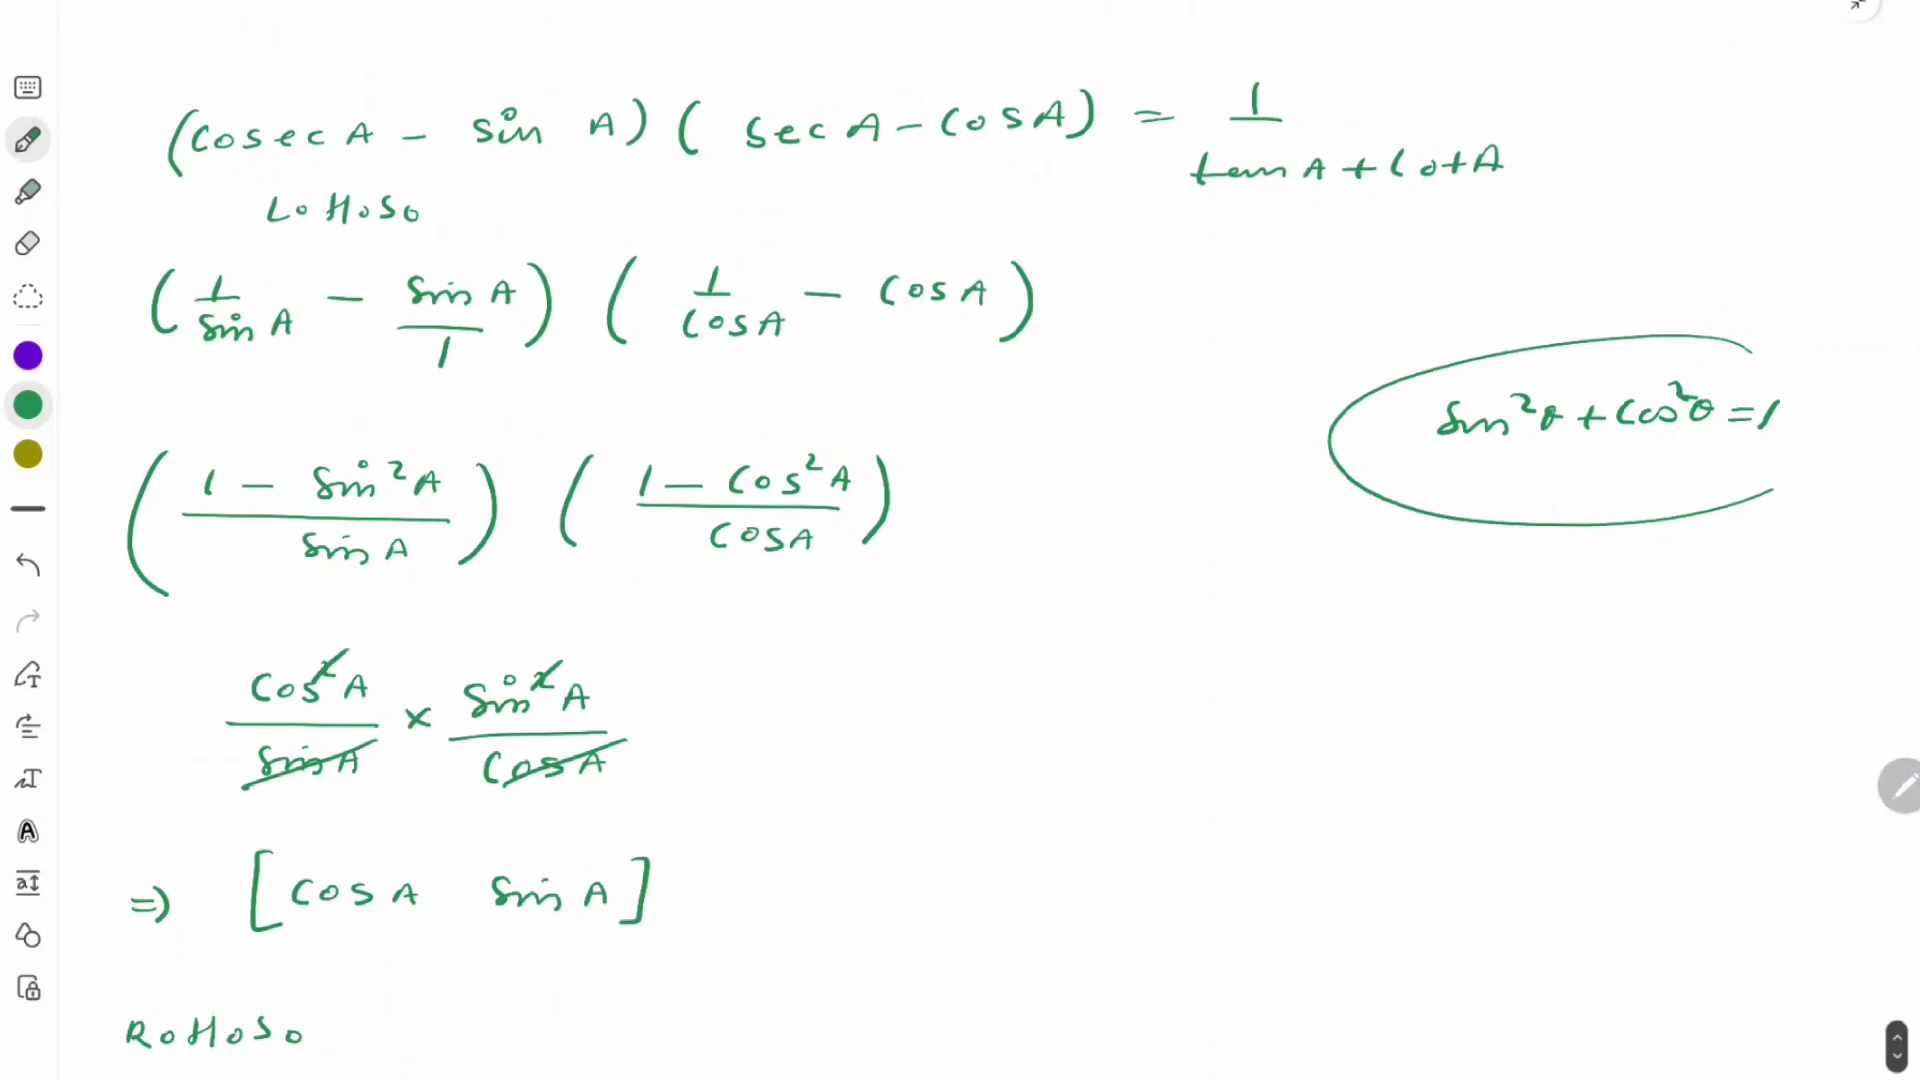 (cosec A - sin A) (sec A - cos A) = 1 / tan A + cot A
L.H.S.
(1/sin A - sin A/1) (1/cos A - cos A)
sin²θ + cos²θ = 1
(1 - sin²A / sin A) (1 - cos²A / cos A)
cos²A / sin A × sin²A / cos A
⇒ [cos A sin A]
R.H.S.